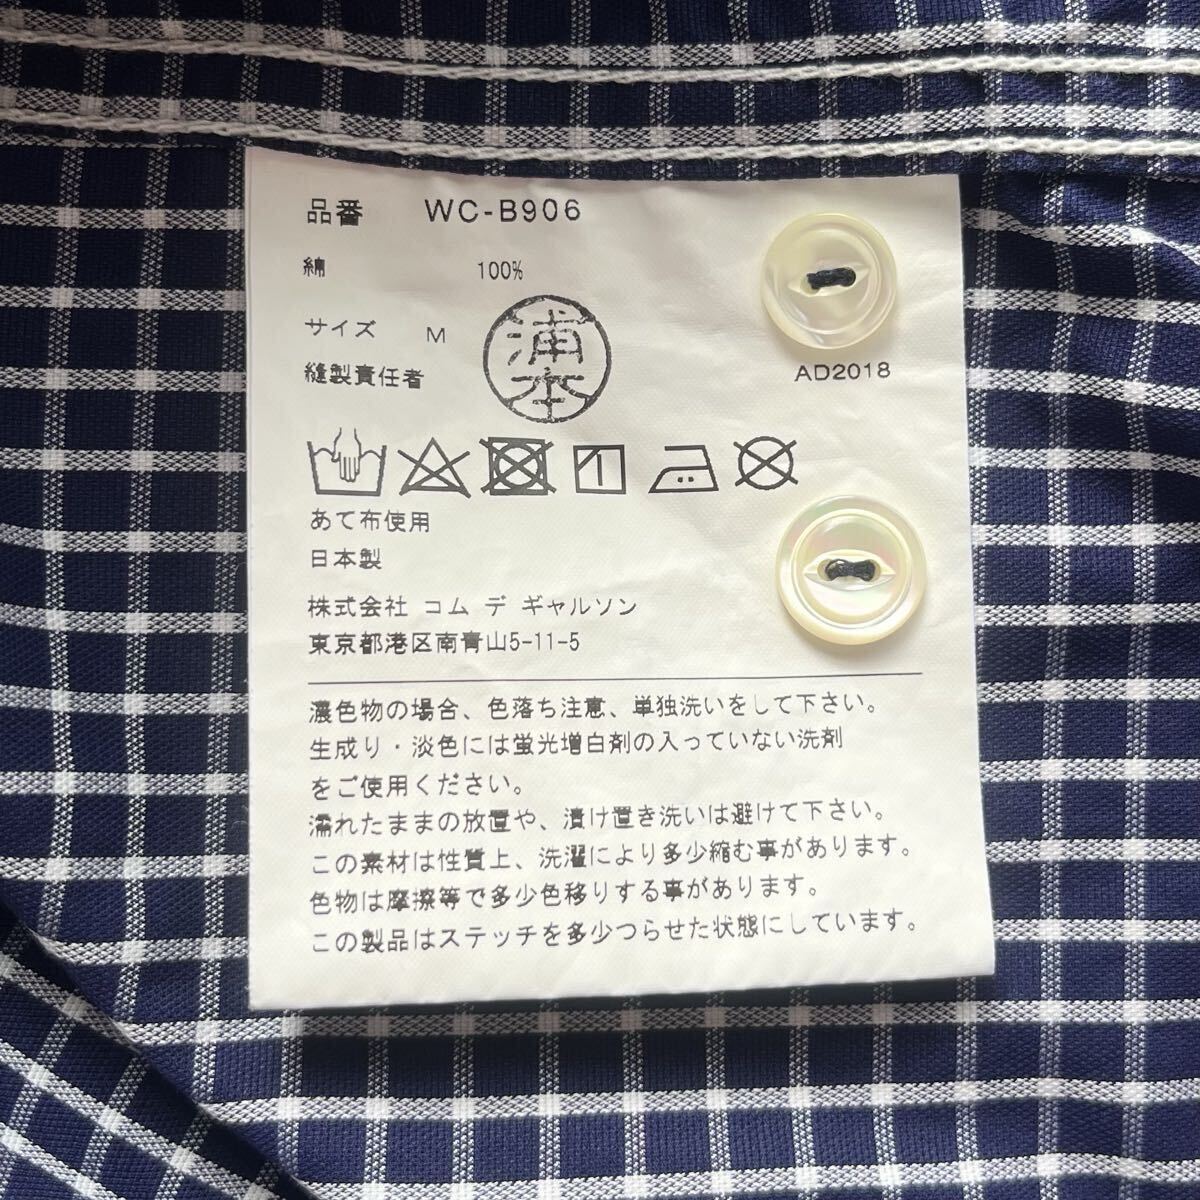 品番 WC-B906
綿 100%
サイズ M
縫製責任者 浦本
AD2018
あて布使用
日本製
株式会社 コム デ ギャルソン
東京都港区南青山5-11-5
濃色物の場合、色落ち注意、単独洗いをして下さい。
生成り・淡色には蛍光増白剤の入っていない洗剤
をご使用ください。
濡れたままの放置や、漬け置き洗いは避けて下さい。
この素材は性質上、洗濯により多少縮む事があります。
色物は摩擦等で多少色移りする事があります。
この製品はステッチを多少つらせた状態にしています。